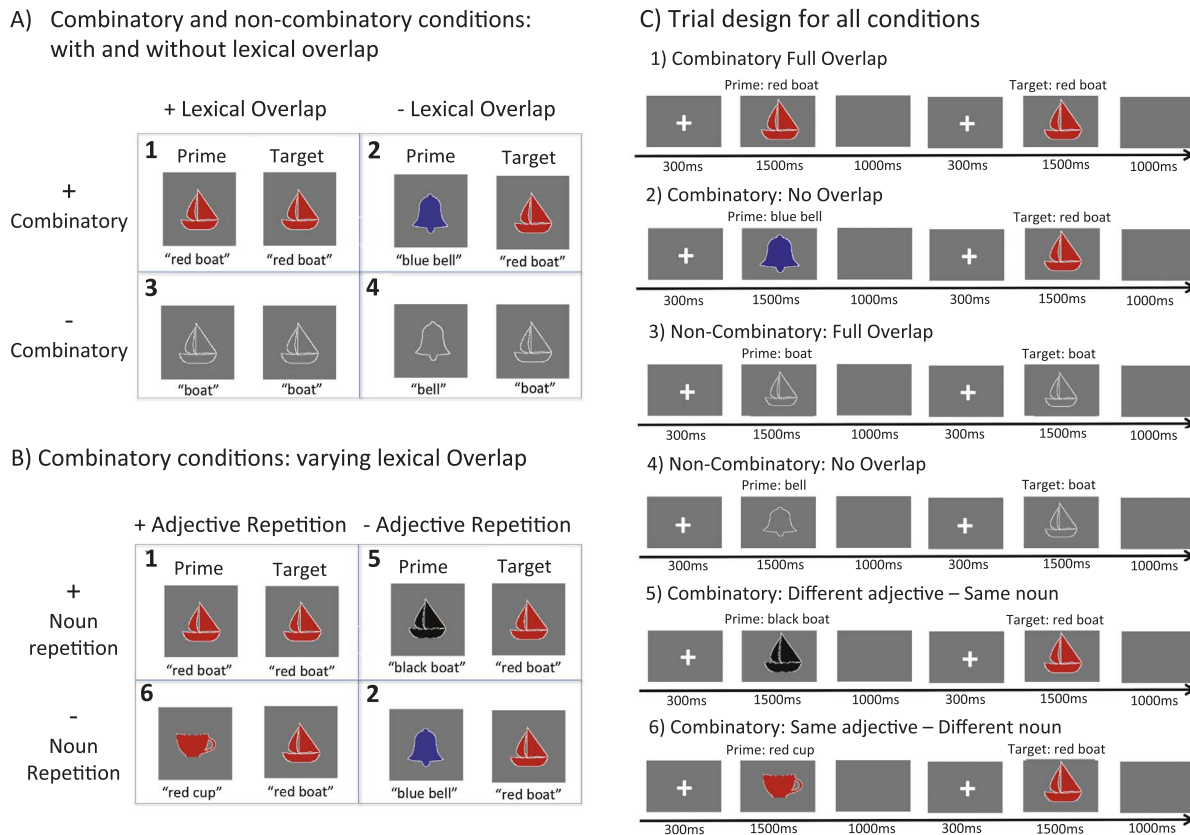 A) Combinatory and non-combinatory conditions:
with and without lexical overlap
+ Lexical Overlap
- Lexical Overlap
1
Prime
Target
2
Prime
Target
+
Combinatory
“red boat”
“red boat”
“blue bell”
“red boat”
3
4
-
Combinatory
“boat”
“boat”
“bell”
“boat”
B) Combinatory conditions: varying lexical Overlap
+ Adjective Repetition
- Adjective Repetition
1
Prime
Target
5
Prime
Target
+
Noun
repetition
“red boat”
“red boat”
“black boat”
“red boat”
6
2
-
Noun
Repetition
“red cup”
“red boat”
“blue bell”
“red boat”
C) Trial design for all conditions
1) Combinatory Full Overlap
Prime: red boat
Target: red boat
300ms
1500ms
1000ms
300ms
1500ms
1000ms
2) Combinatory: No Overlap
Prime: blue bell
Target: red boat
300ms
1500ms
1000ms
300ms
1500ms
1000ms
3) Non-Combinatory: Full Overlap
Prime: boat
Target: boat
300ms
1500ms
1000ms
300ms
1500ms
1000ms
4) Non-Combinatory: No Overlap
Prime: bell
Target: boat
300ms
1500ms
1000ms
300ms
1500ms
1000ms
5) Combinatory: Different adjective – Same noun
Prime: black boat
Target: red boat
300ms
1500ms
1000ms
300ms
1500ms
1000ms
6) Combinatory: Same adjective – Different noun
Prime: red cup
Target: red boat
300ms
1500ms
1000ms
300ms
1500ms
1000ms